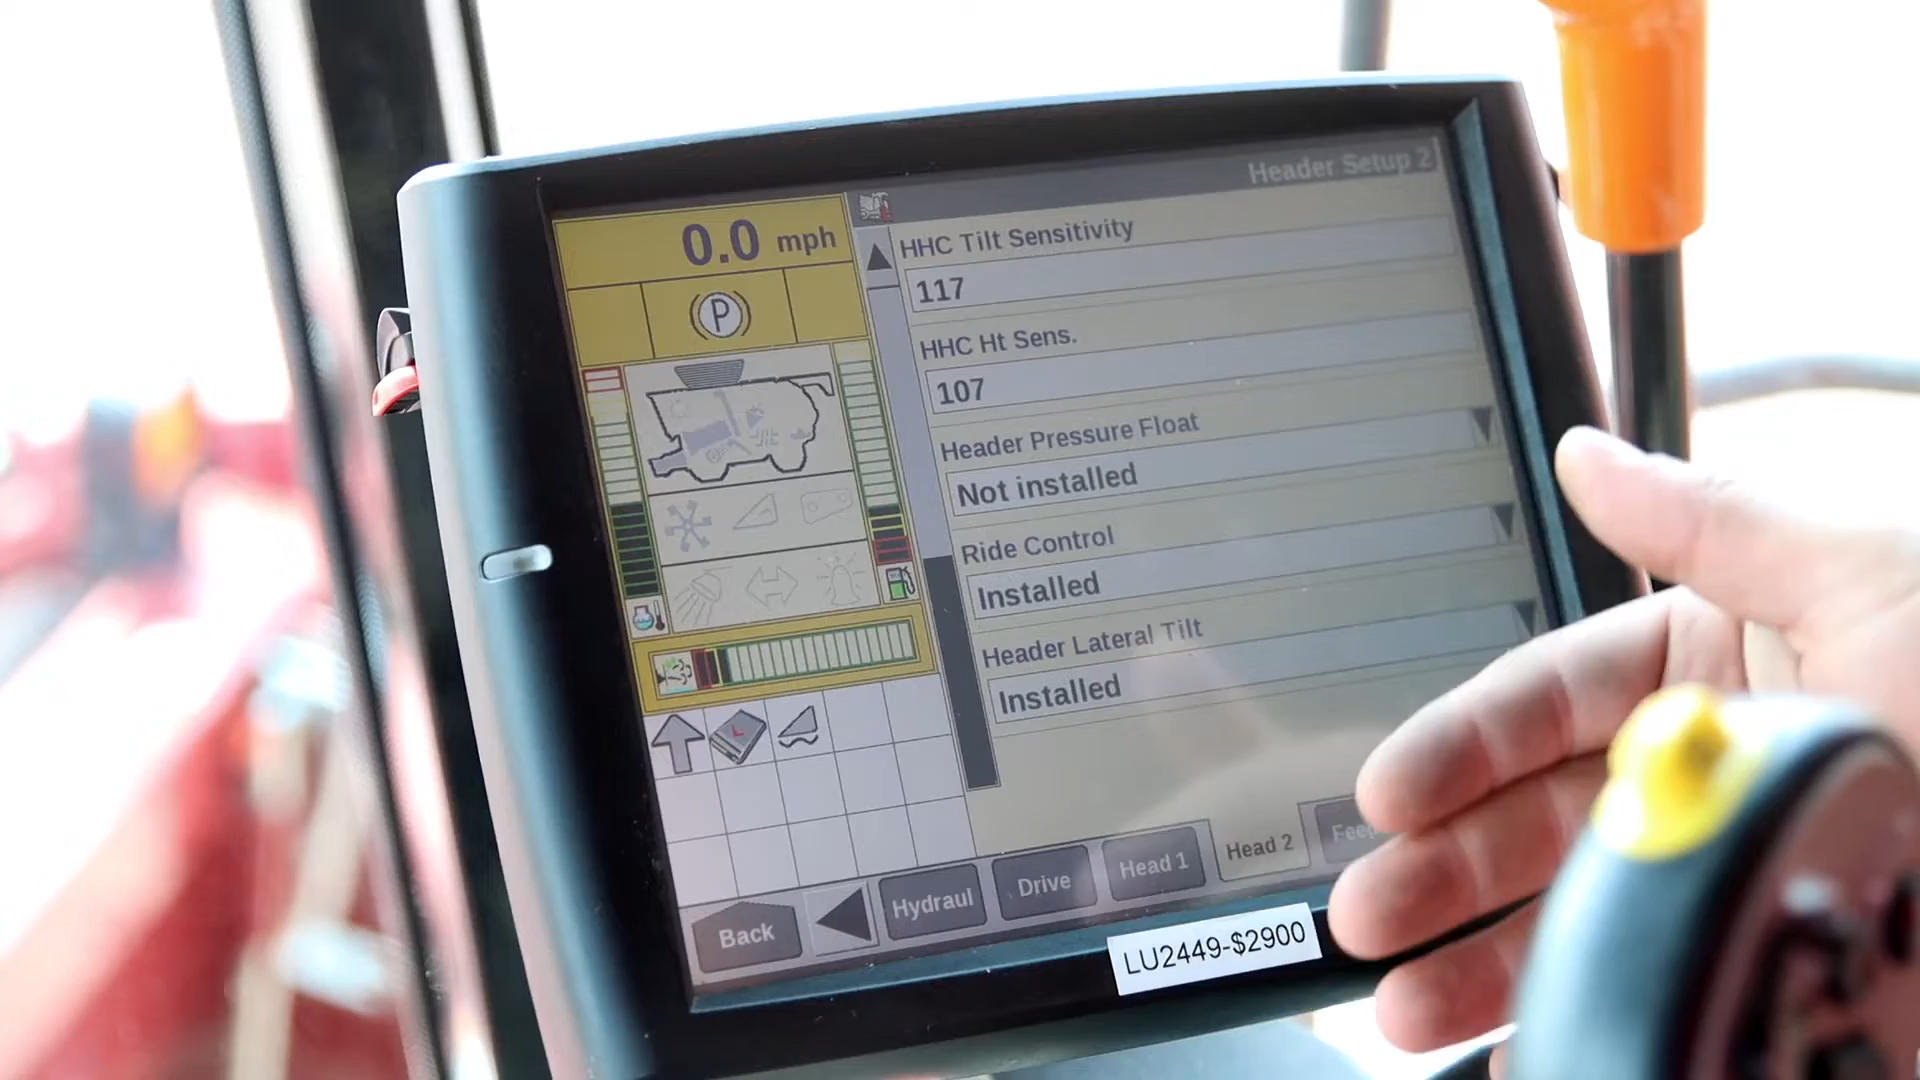 Header Setup 2
0.0 mph
P
HHC Tilt Sensitivity
117
HHC Ht Sens.
107
Header Pressure Float
Not installed
Ride Control
Installed
Header Lateral Tilt
Installed
Back
Hydraul
Drive
Head 1
Head 2
LU2449-$2900